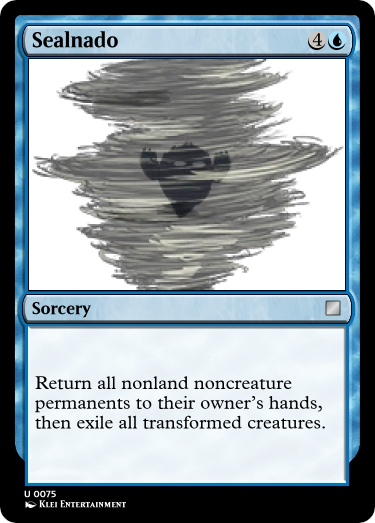 Sealnado 4
Sorcery
Return all nonland noncreature
permanents to their owner's hands,
then exile all transformed creatures.
U 0075
KLEI ENTERTAINMENT